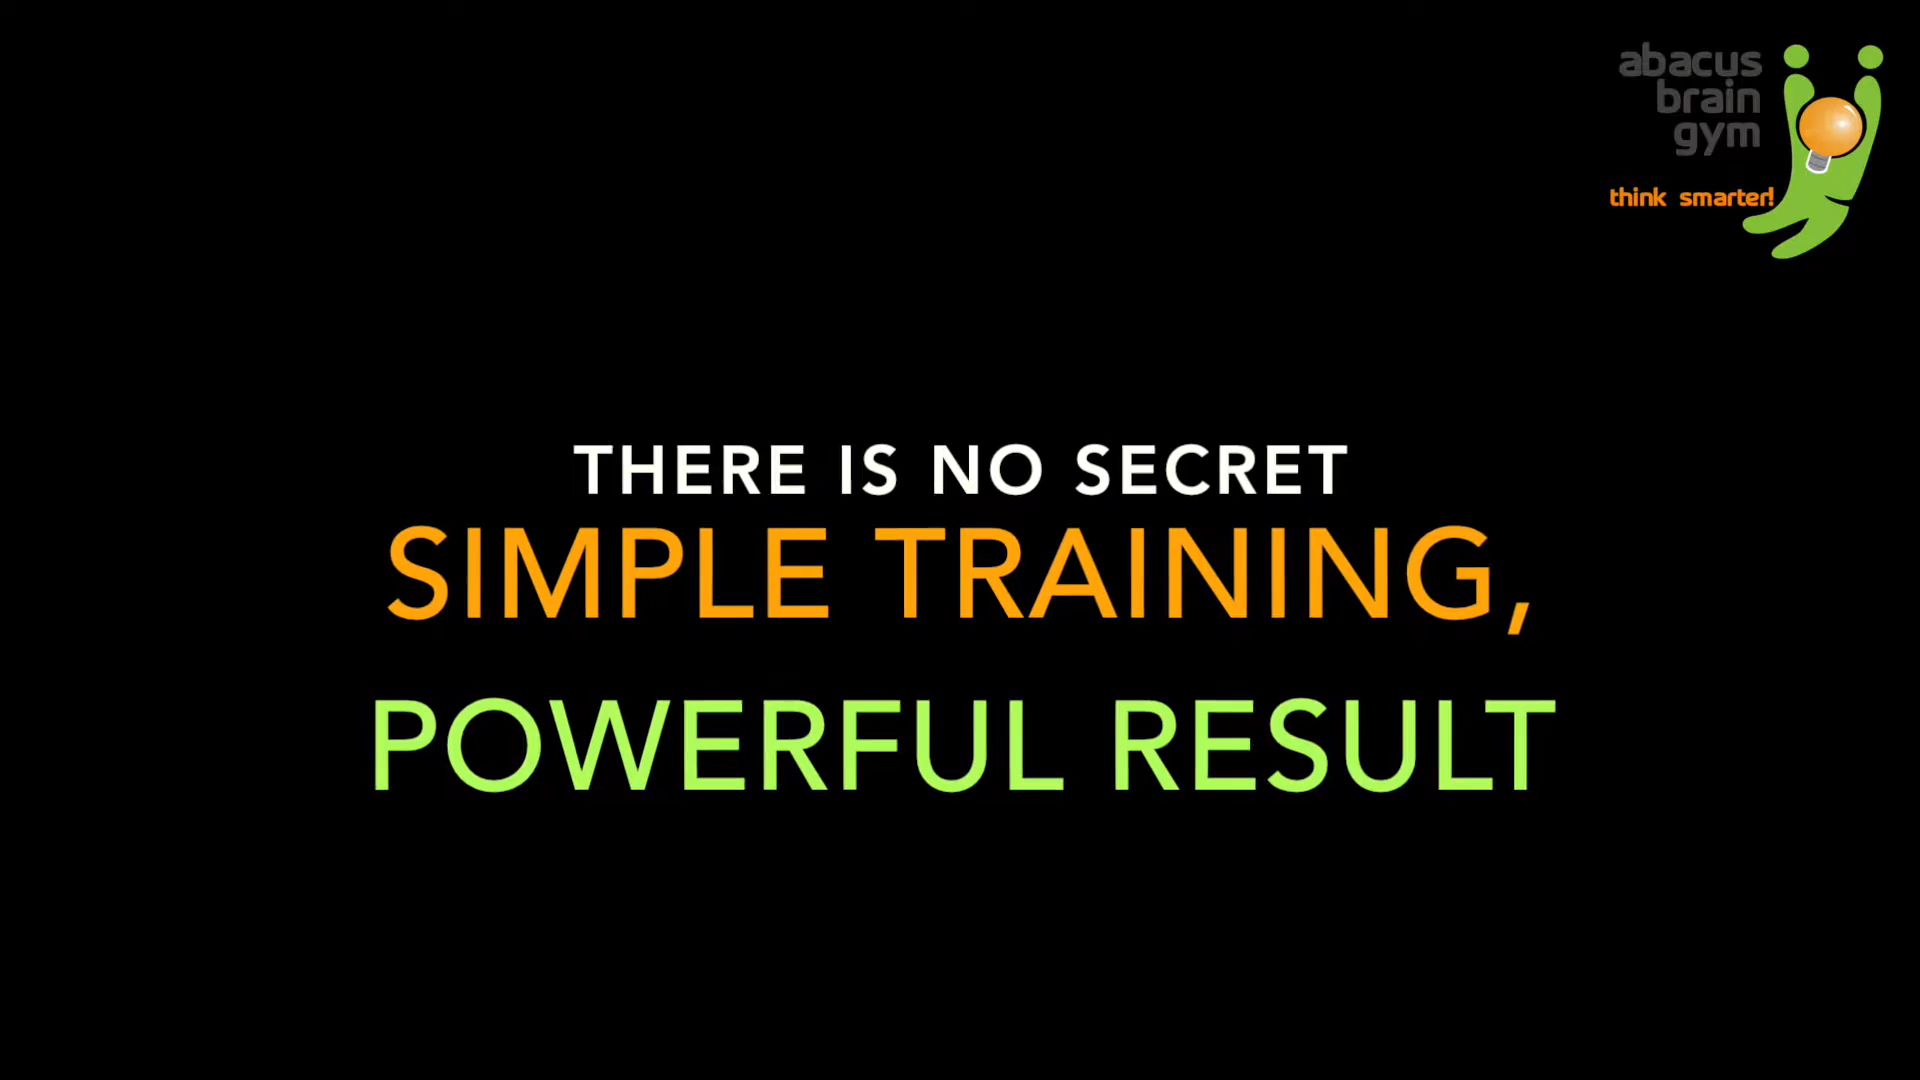 abacus
brain
gym
think smarter!
THERE IS NO SECRET
SIMPLE TRAINING,
POWERFUL RESULT